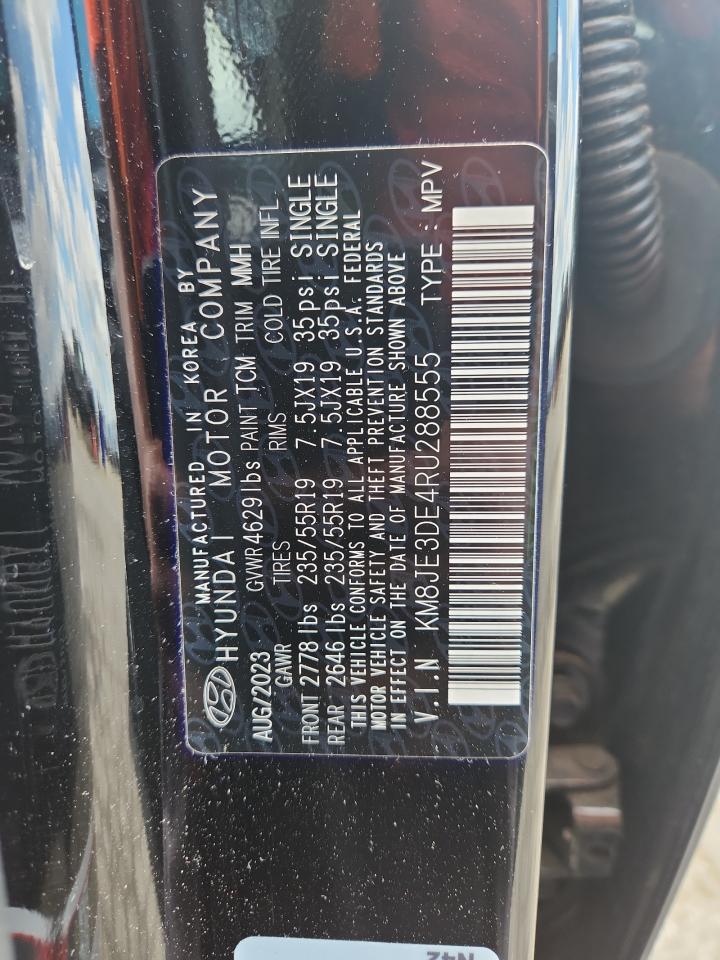 MANUFACTURED IN KOREA BY
HYUNDAI MOTOR COMPANY
AUG/2023 GVWR 4629 lbs PAINT TCM TRIM MMH
GAWR TIRES RIMS COLD TIRE INFL
FRONT 2778 lbs 235/55R19 7.5JX19 35psi SINGLE
REAR 2646 lbs 235/55R19 7.5JX19 35psi SINGLE
THIS VEHICLE CONFORMS TO ALL APPLICABLE U.S.A. FEDERAL
MOTOR VEHICLE SAFETY AND THEFT PREVENTION STANDARDS
IN EFFECT ON THE DATE OF MANUFACTURE SHOWN ABOVE
V.I.N KM8JE3DE4RU288555 TYPE : MPV
N42